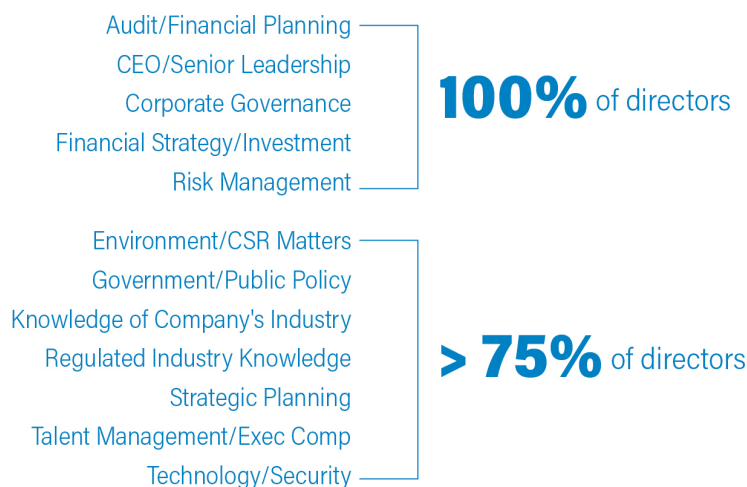 Audit/Financial Planning
CEO/Senior Leadership
Corporate Governance
Financial Strategy/Investment
Risk Management
100% of directors
Environment/CSR Matters
Government/Public Policy
Knowledge of Company's Industry
Regulated Industry Knowledge
Strategic Planning
Talent Management/Exec Comp
Technology/Security
> 75% of directors